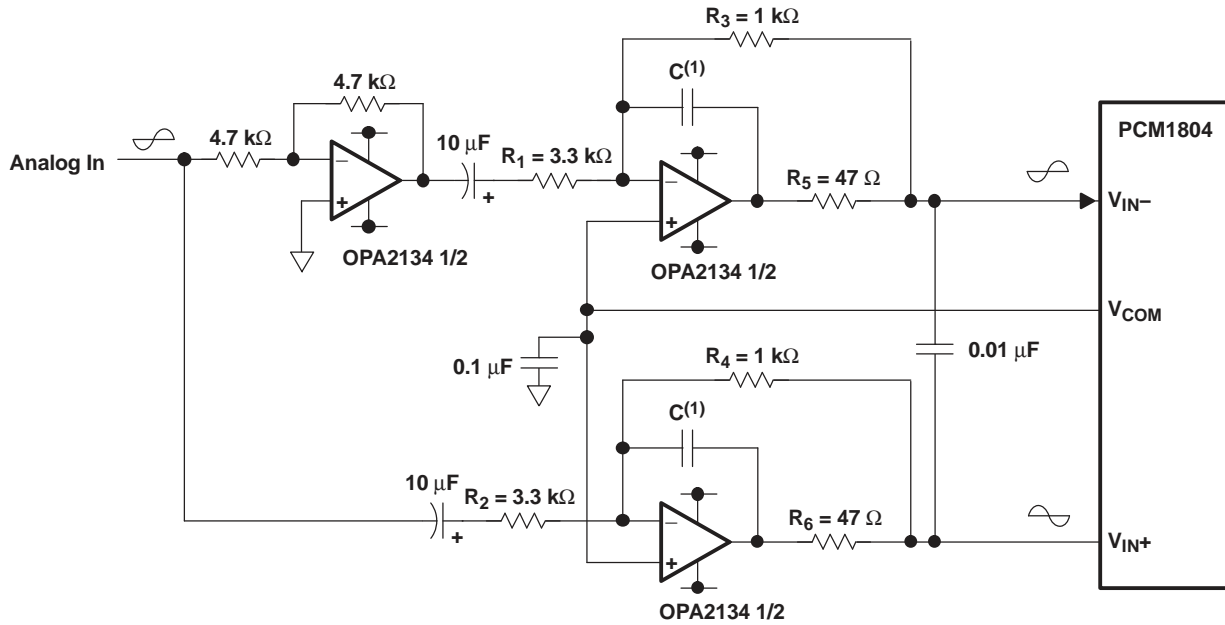 R3 = 1 kΩ
C(1)
4.7 kΩ
PCM1804
4.7 kΩ
10 μF
R1 = 3.3 kΩ
Analog In
–
+
+
–
+
R5 = 47 Ω
VIN–
OPA2134 1/2
OPA2134 1/2
VCOM
0.1 μF
R4 = 1 kΩ
0.01 μF
C(1)
10 μF
R2 = 3.3 kΩ
+
–
+
R6 = 47 Ω
VIN+
OPA2134 1/2